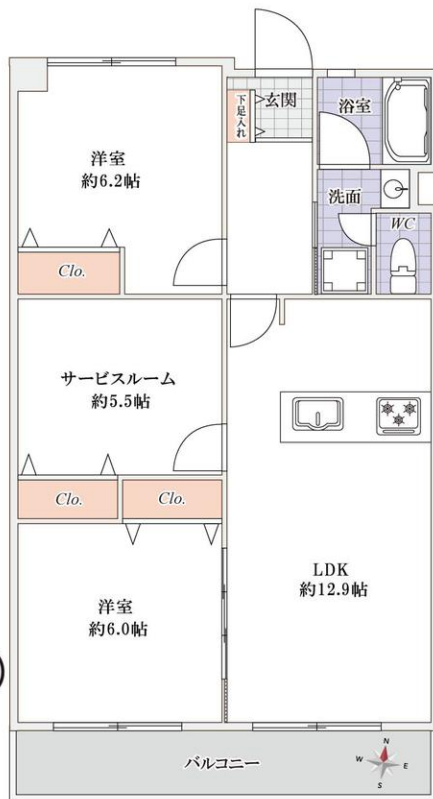 玄関
下足入れ
浴室
洋室
約6.2帖
洗面
WC
Clo.
サービスルーム
約5.5帖
Clo.
Clo.
LDK
約12.9帖
洋室
約6.0帖
バルコニー
N
W
E
S